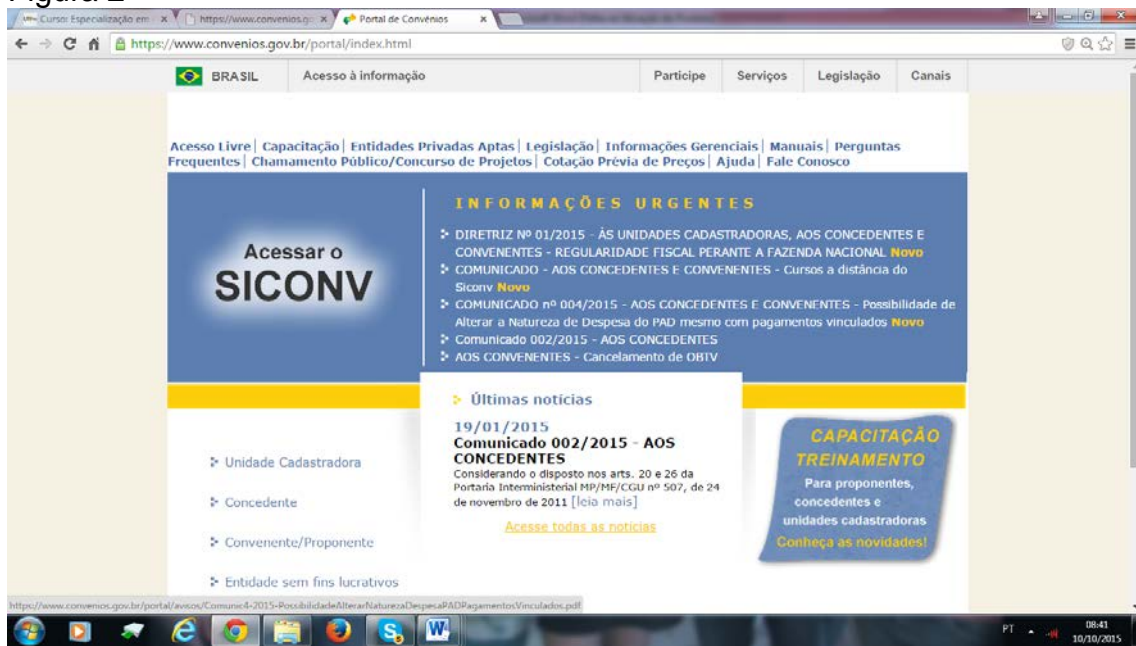 Figura 2
Curso: Especialização em
https://www.convenios.go
Portal de Convênios
https://www.convenios.gov.br/portal/index.html
BRASIL Acesso à informação Participe Serviços Legislação Canais
Acesso Livre| Capacitação| Entidades Privadas Aptas| Legislação| Informações Gerenciais| Manuais| Perguntas
Frequentes| Chamamento Público/Concurso de Projetos| Cotação Prévia de Preços| Ajuda| Fale Conosco
Acessar o
SICONV
INFORMAÇÕES URGENTES
DIRETRIZ Nº 01/2015 - ÀS UNIDADES CADASTRADORAS, AOS CONCEDENTES E
CONVENENTES - REGULARIDADE FISCAL PERANTE A FAZENDA NACIONAL Novo
COMUNICADO - AOS CONCEDENTES E CONVENENTES - Cursos a distância do
Siconv Novo
COMUNICADO nº 004/2015 - AOS CONCEDENTES E CONVENENTES - Possibilidade de
Alterar a Natureza de Despesa do PAD mesmo com pagamentos vinculados Novo
Comunicado 002/2015 - AOS CONCEDENTES
AOS CONVENENTES - Cancelamento de OBTV
Unidade Cadastradora
Concedente
Convenente/Proponente
Entidade sem fins lucrativos
Últimas notícias
19/01/2015
Comunicado 002/2015 - AOS
CONCEDENTES
Considerando o disposto nos arts. 20 e 26 da
Portaria Interministerial MP/MF/CGU nº 507, de 24
de novembro de 2011 [leia mais]
Acesse todas as notícias
CAPACITAÇÃO
TREINAMENTO
Para proponentes,
concedentes e
unidades cadastradoras
Conheça as novidades!
https://www.convenios.gov.br/portal/avisos/Comunic4-2015-PossibilidadeAlterarNaturezaDespesaPADPagamentosVinculados.pdf
PT
08:41
10/10/2015